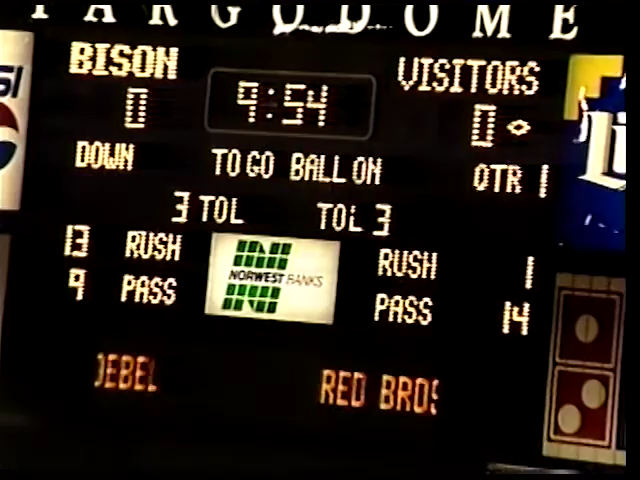 FARGODOME
BISON VISITORS
0 9:54 0
DOWN TO GO BALL ON QTR 1
3 TOL TOL 3
13 RUSH RUSH 1
NORWEST BANKS
9 PASS PASS 14
RED BROS